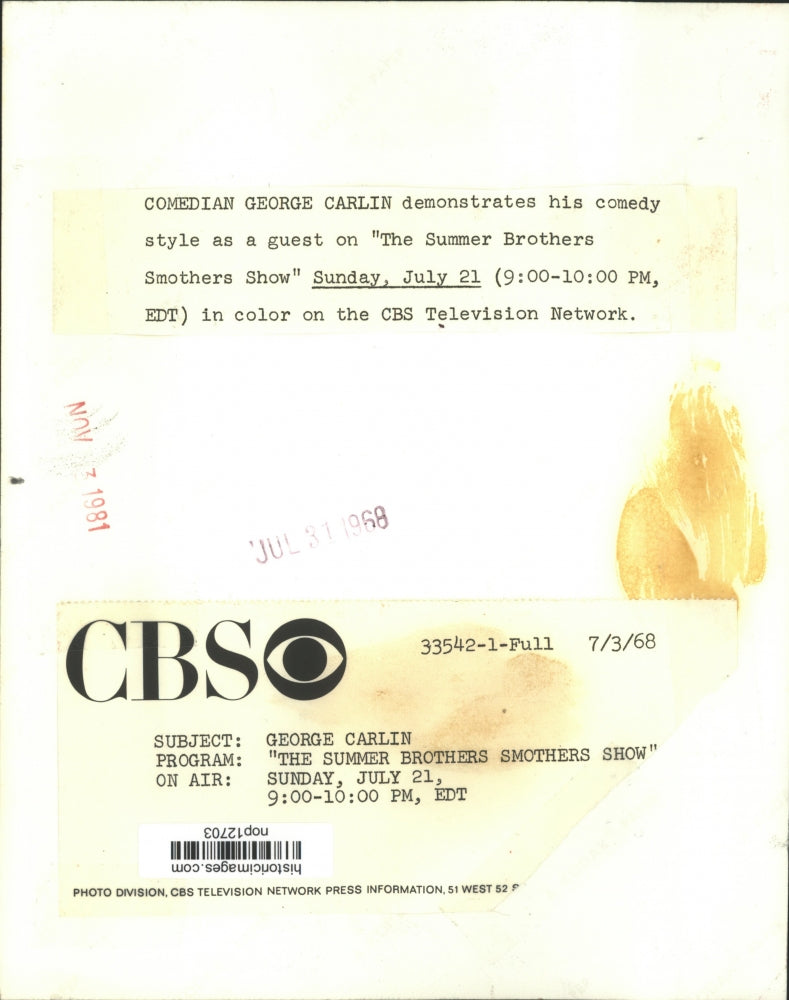 COMEDIAN GEORGE CARLIN demonstrates his comedy
style as a guest on "The Summer Brothers
Smothers Show" Sunday, July 21 (9:00-10:00 PM,
EDT) in color on the CBS Television Network.
NOV 3 1981
JUL 31 1968
CBS
33542-1-Full 7/3/68
SUBJECT: GEORGE CARLIN
PROGRAM: "THE SUMMER BROTHERS SMOTHERS SHOW"
ON AIR: SUNDAY, JULY 21,
9:00-10:00 PM, EDT
historicimages.com
nop12703
PHOTO DIVISION, CBS TELEVISION NETWORK PRESS INFORMATION, 51 WEST 52